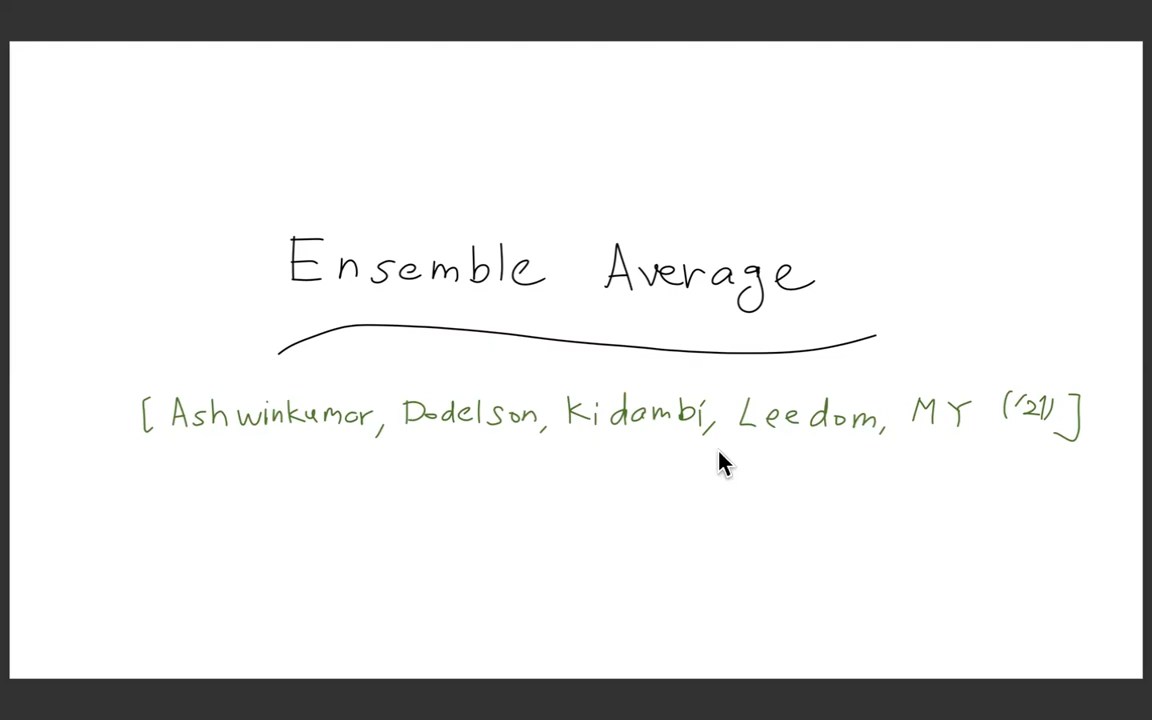 Ensemble Average
[Ashwinkumar, Dodelson, Kidambi, Leedom, MY ('21)]